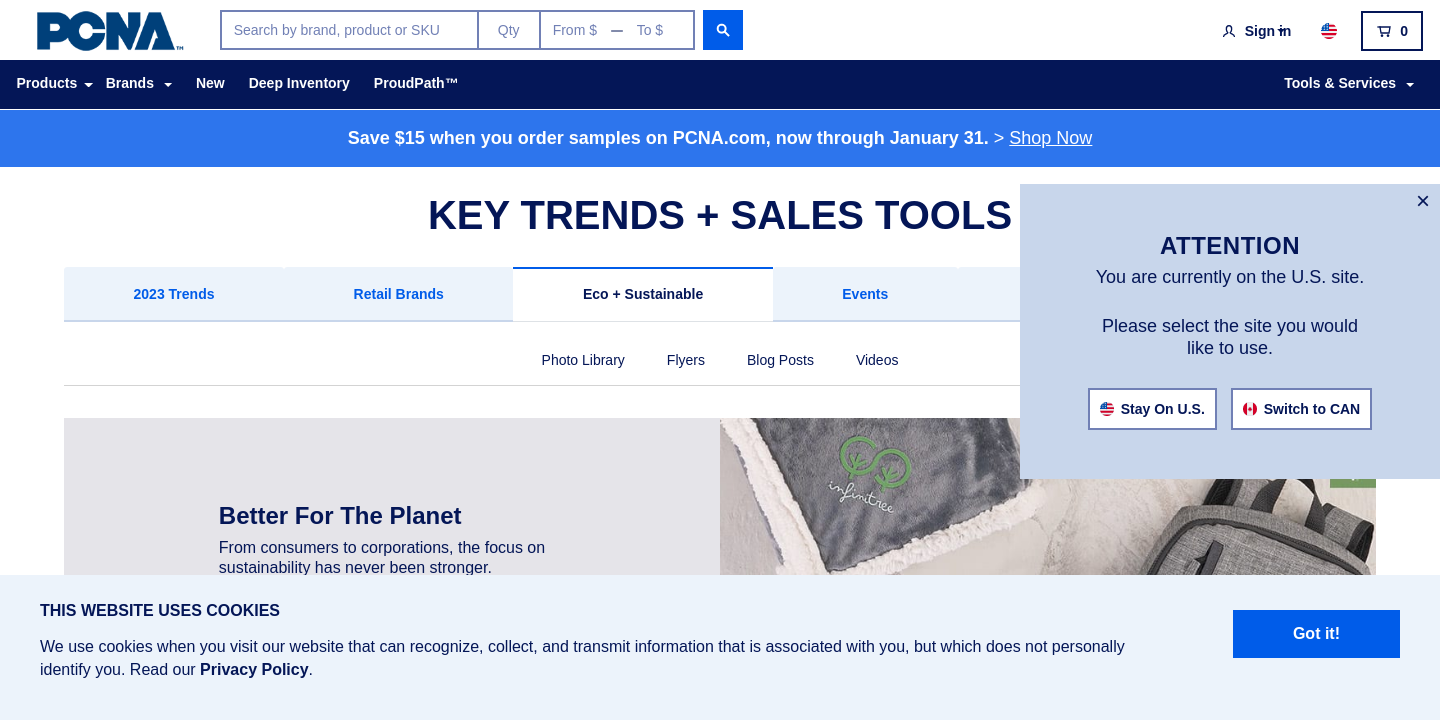 PCNA™
Search by brand, product or SKU
Qty
From $ — To $
Sign in
0
Products
Brands
New
Deep Inventory
ProudPath™
Tools & Services
Save $15 when you order samples on PCNA.com, now through January 31. > Shop Now
KEY TRENDS + SALES TOOLS
2023 Trends
Retail Brands
Eco + Sustainable
Events
Photo Library
Flyers
Blog Posts
Videos
×
ATTENTION
You are currently on the U.S. site.
Please select the site you would
like to use.
Stay On U.S.
Switch to CAN
infinitree
Better For The Planet
From consumers to corporations, the focus on
sustainability has never been stronger.
THIS WEBSITE USES COOKIES
We use cookies when you visit our website that can recognize, collect, and transmit information that is associated with you, but which does not personally
identify you. Read our Privacy Policy.
Got it!